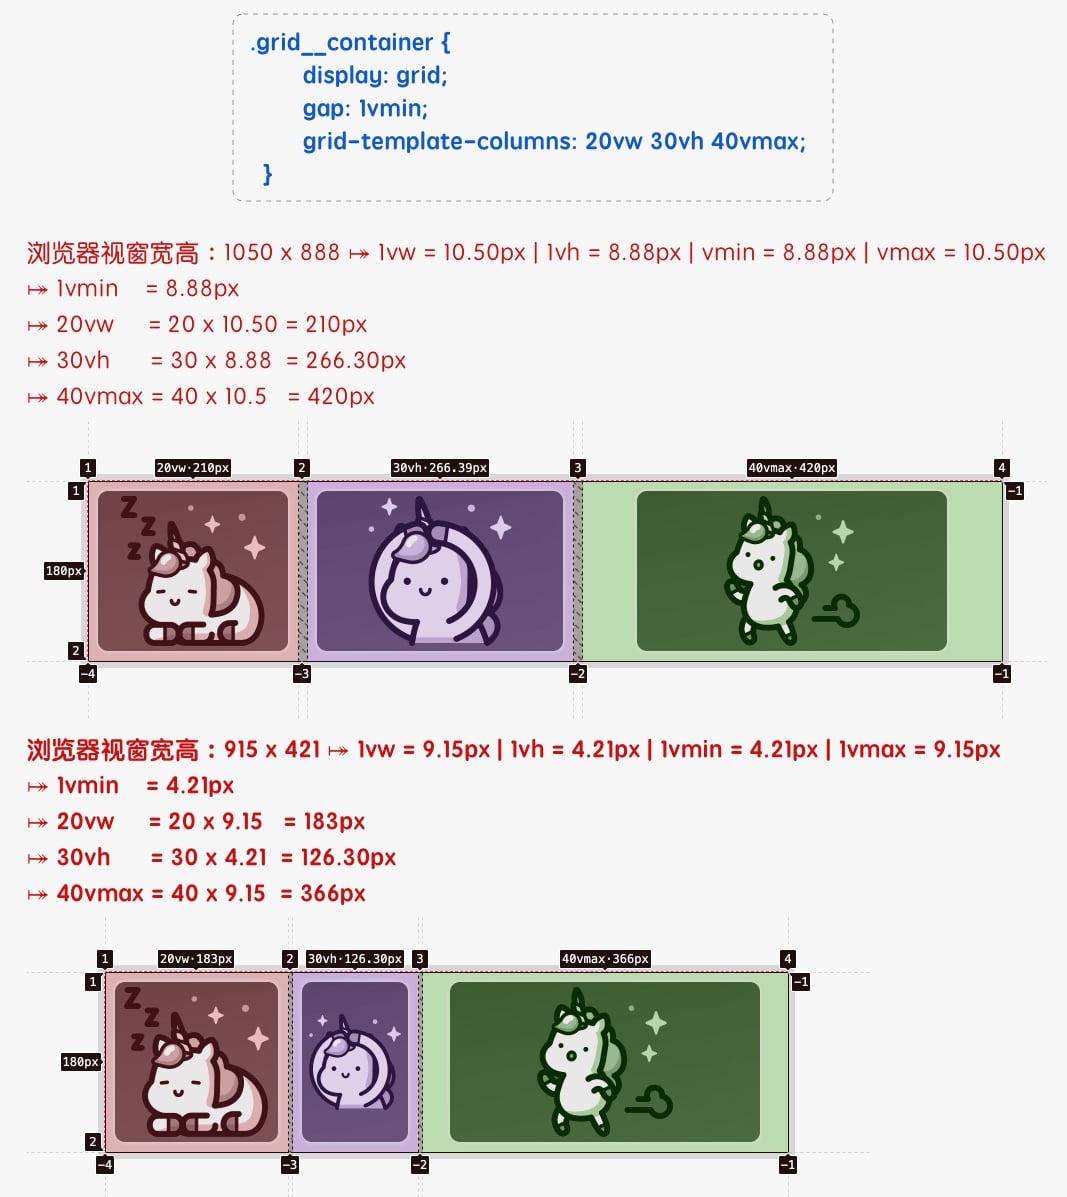 .grid__container {
display: grid;
gap: 1vmin;
grid-template-columns: 20vw 30vh 40vmax;
}
浏览器视窗宽高：1050 x 888 ↦ 1vw = 10.50px | 1vh = 8.88px | vmin = 8.88px | vmax = 10.50px
↦ 1vmin = 8.88px
↦ 20vw = 20 x 10.50 = 210px
↦ 30vh = 30 x 8.88 = 266.30px
↦ 40vmax = 40 x 10.5 = 420px
1 20vw·210px 2 30vh·266.39px 3 40vmax·420px 4
1 -1
Z
Z
Z
180px
2
-4 -3 -2 -1
浏览器视窗宽高：915 x 421 ↦ 1vw = 9.15px | 1vh = 4.21px | 1vmin = 4.21px | 1vmax = 9.15px
↦ 1vmin = 4.21px
↦ 20vw = 20 x 9.15 = 183px
↦ 30vh = 30 x 4.21 = 126.30px
↦ 40vmax = 40 x 9.15 = 366px
1 20vw·183px 2 30vh·126.30px 3 40vmax·366px 4
1 -1
Z
Z
Z
180px
2
-4 -3 -2 -1